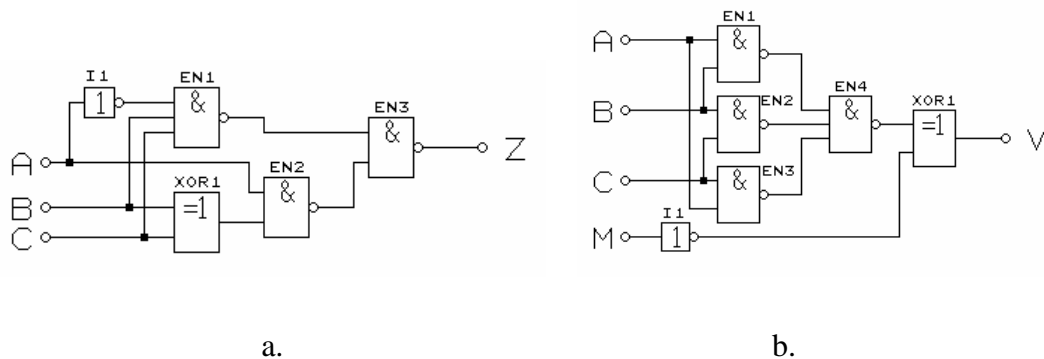 I1
1
EN1
&
EN3
&
Z
A
EN2
&
B
XOR1
=1
C
EN1
A
&
B
EN2
&
EN4
&
XOR1
=1
V
C
EN3
&
I1
M
1
a.
b.